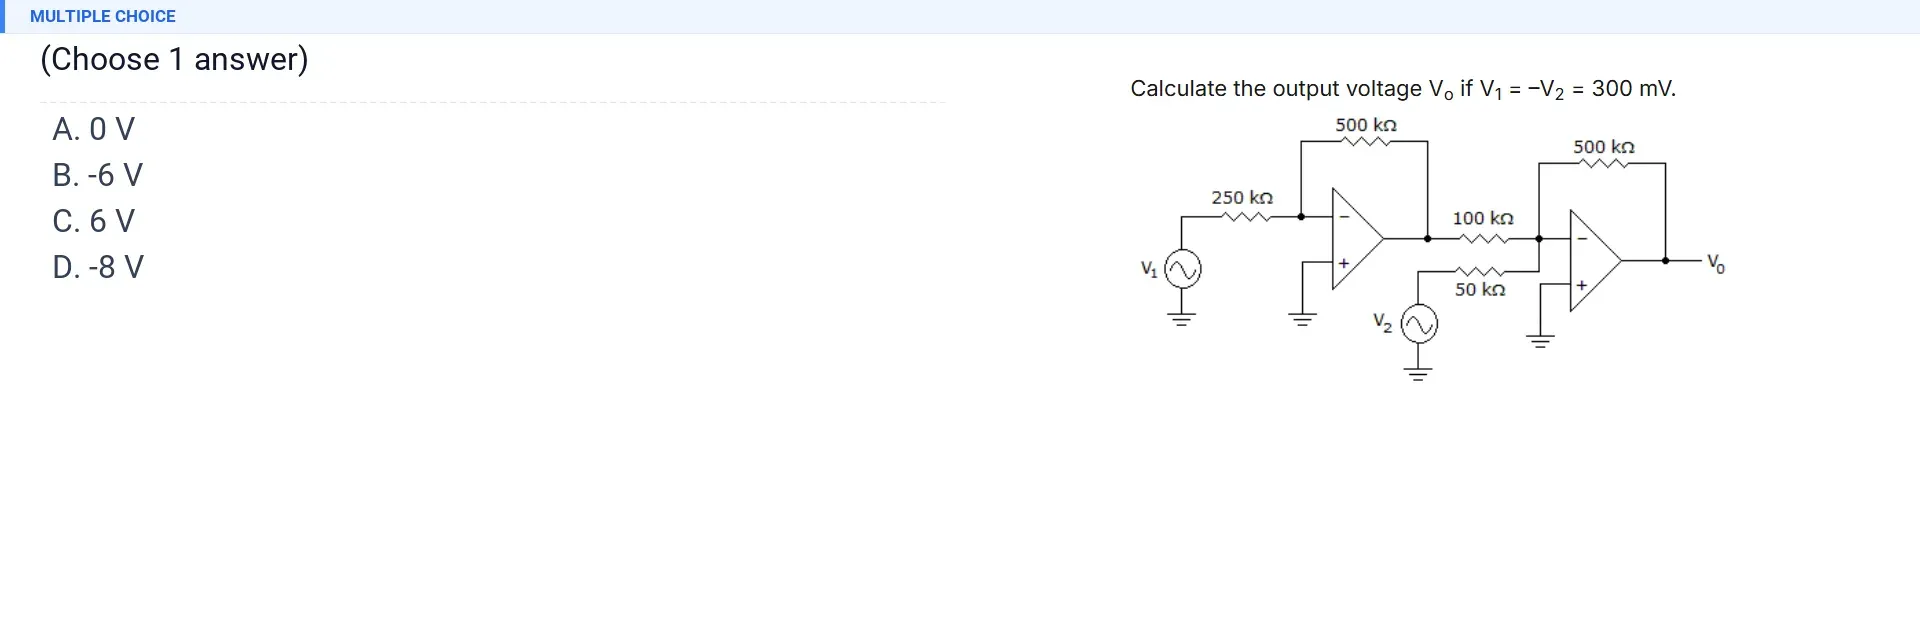 MULTIPLE CHOICE
(Choose 1 answer)
A. 0 V
B. -6 V
C. 6 V
D. -8 V
Calculate the output voltage Vₒ if V₁ = −V₂ = 300 mV.
500 kΩ
500 kΩ
250 kΩ
100 kΩ
V₁
50 kΩ
V₂
−
+
−
+
V₀